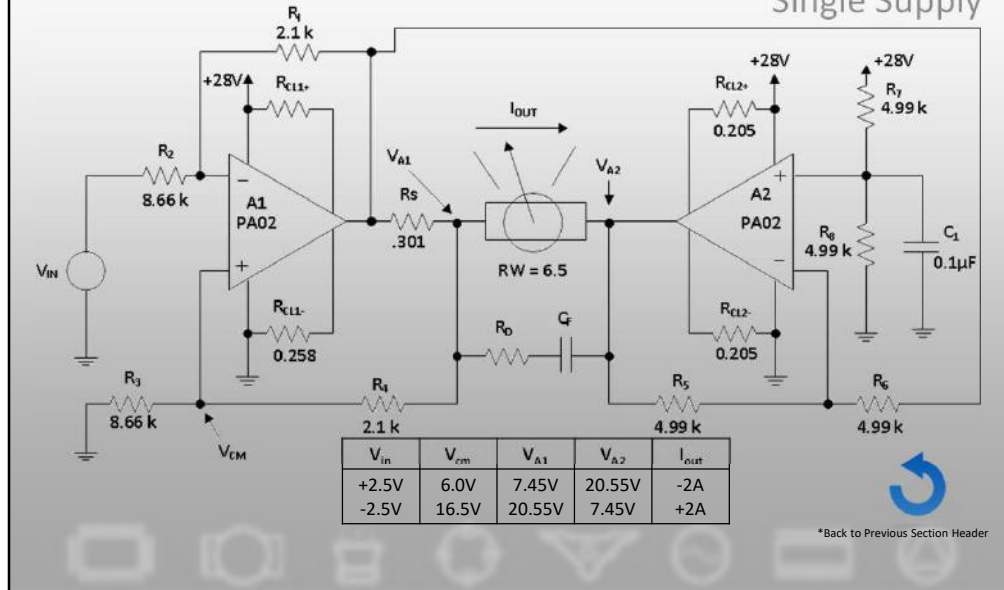 Single Supply
R1
2.1 k
+28V
RCL1+
R2
8.66 k
VIN
A1
PA02
−
+
RCL1-
0.258
R3
8.66 k
VCM
R4
2.1 k
VA1
RS
.301
IOUT
RW = 6.5
RD
CF
VA2
+28V
RCL2+
0.205
A2
PA02
+
−
RCL2-
0.205
+28V
R7
4.99 k
R8
4.99 k
C1
0.1µF
R5
4.99 k
R6
4.99 k
Vin Vcm VA1 VA2 Iout
+2.5V 6.0V 7.45V 20.55V -2A
-2.5V 16.5V 20.55V 7.45V +2A
*Back to Previous Section Header